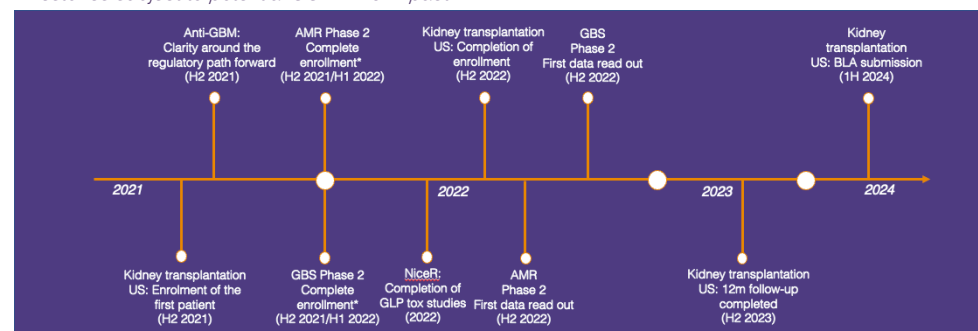 Anti-GBM:
Clarity around the
regulatory path forward
(H2 2021)
AMR Phase 2
Complete
enrollment*
(H2 2021/H1 2022)
Kidney transplantation
US: Completion of
enrollment
(H2 2022)
GBS
Phase 2
First data read out
(H2 2022)
Kidney
transplantation
US: BLA submission
(1H 2024)
2021
2022
2023
2024
Kidney transplantation
US: Enrolment of the
first patient
(H2 2021)
GBS Phase 2
Complete
enrollment*
(H2 2021/H1 2022)
NiceR:
Completion of
GLP tox studies
(2022)
AMR
Phase 2
First data read out
(H2 2022)
Kidney transplantation
US: 12m follow-up
completed
(H2 2023)